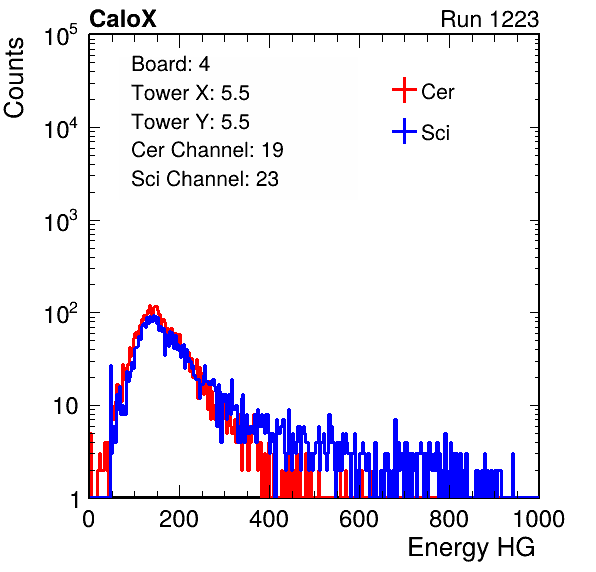 CaloX Run 1223
Counts
Board: 4
Tower X: 5.5
Tower Y: 5.5
Cer Channel: 19
Sci Channel: 23
Cer
Sci
10^5
10^4
10^3
10^2
10
1
0 200 400 600 800 1000
Energy HG